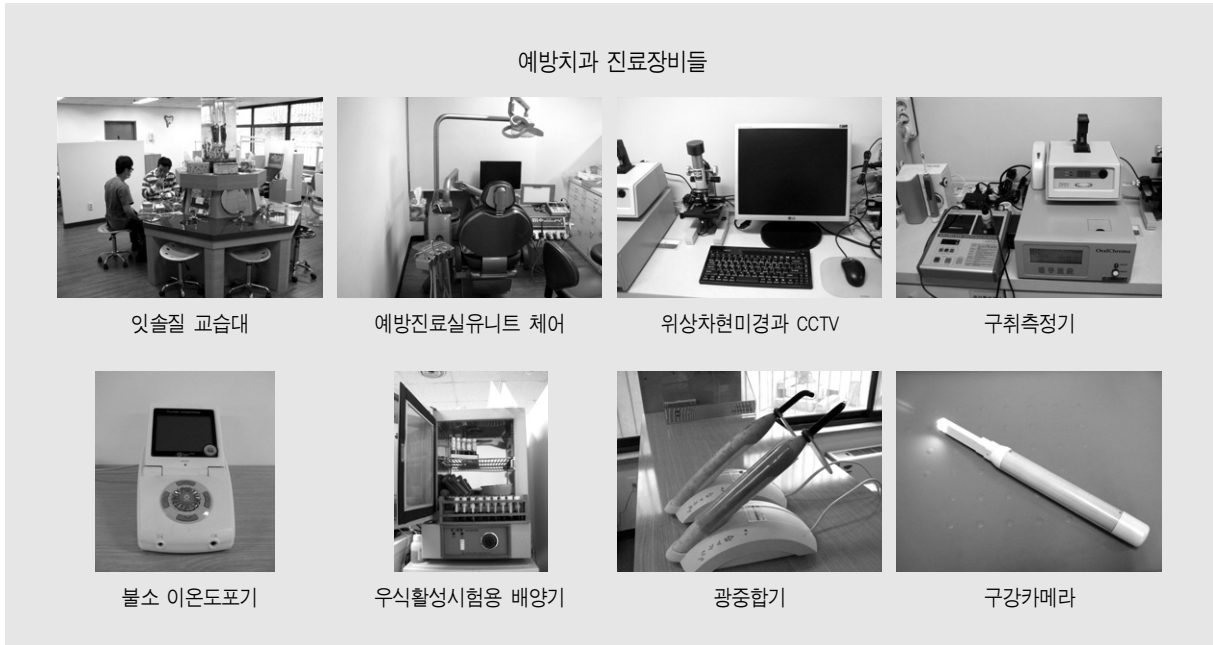 예방치과 진료장비들
잇솔질 교습대
예방진료실유니트 체어
위상차현미경과 CCTV
구취측정기
OralChroma
불소 이온도포기
우식활성시험용 배양기
광중합기
구강카메라